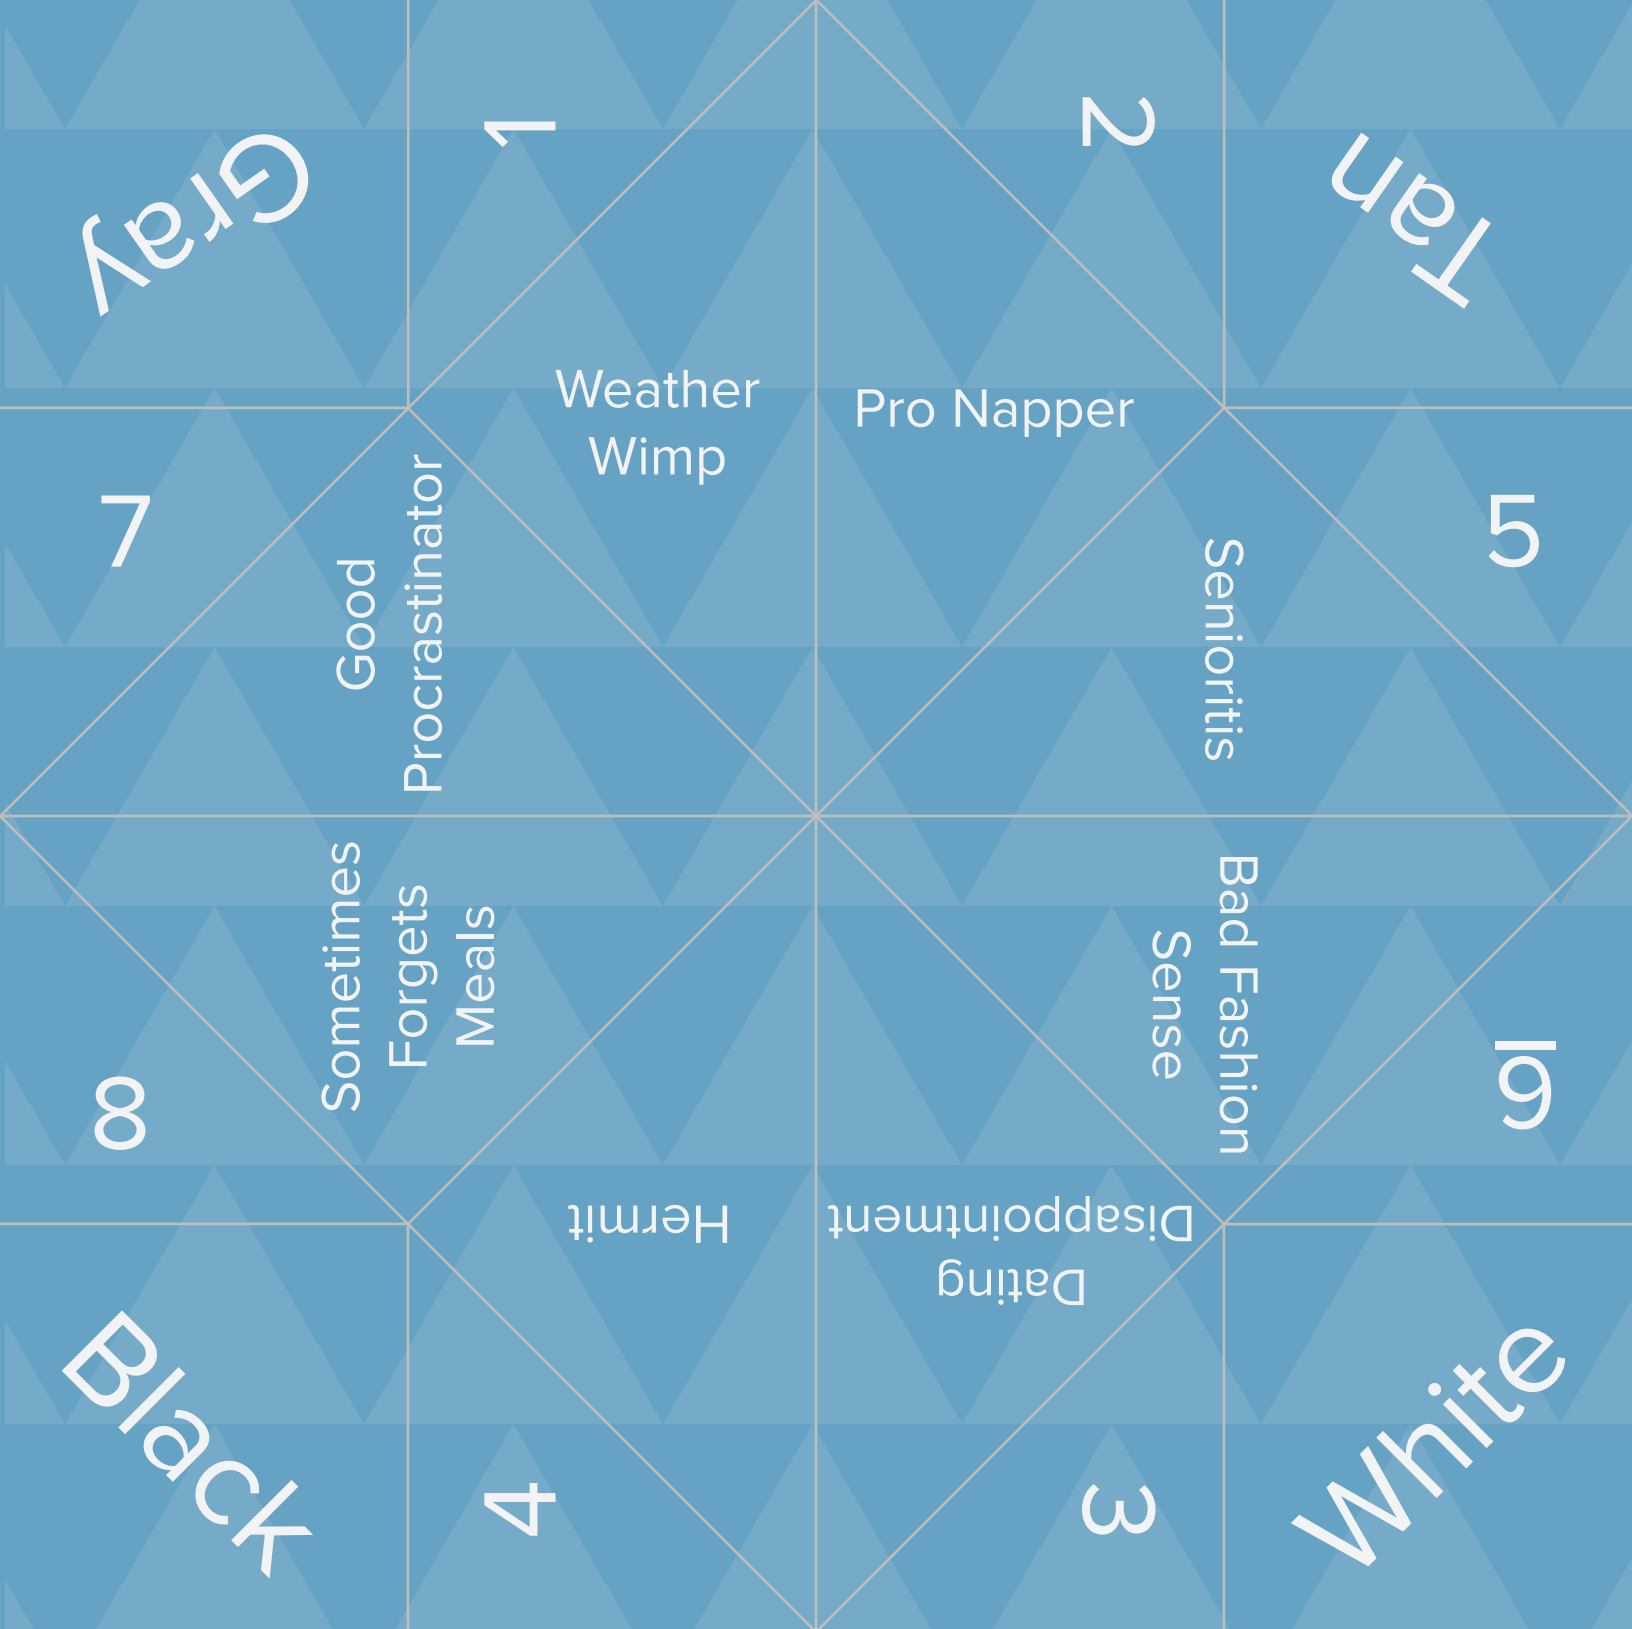 Gray
1
2
Tan
Weather
Wimp
Pro Napper
7
Good
Procrastinator
Senioritis
5
8
Sometimes
Forgets
Meals
Bad Fashion
Sense
6
Hermit
Dating
Disappointment
Black
4
3
White